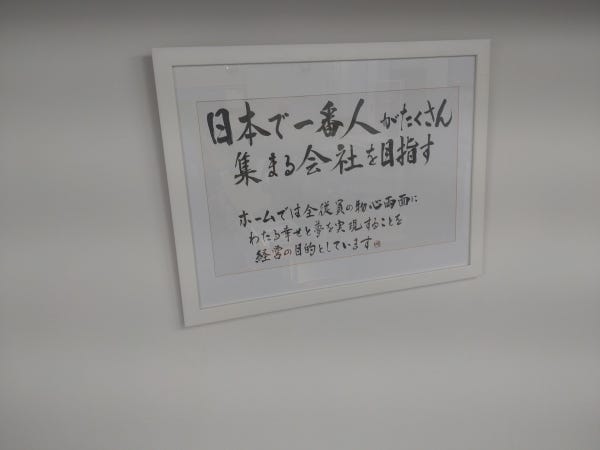 日本で一番人がたくさん
集まる会社を目指す
ホームでは全従員の物心両面に
わたる幸せと夢を実現することを
経営の目的としています